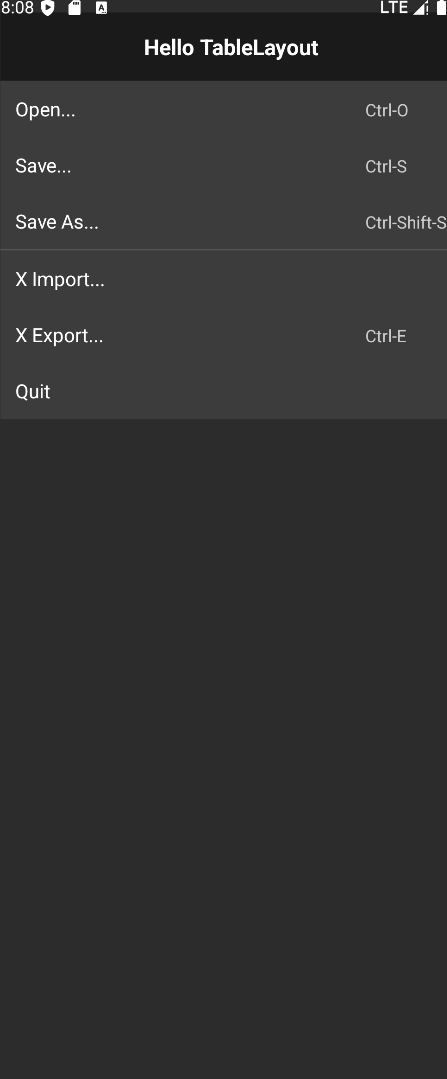 8:08 LTE
Hello TableLayout
Open... Ctrl-O
Save... Ctrl-S
Save As... Ctrl-Shift-S
X Import...
X Export... Ctrl-E
Quit